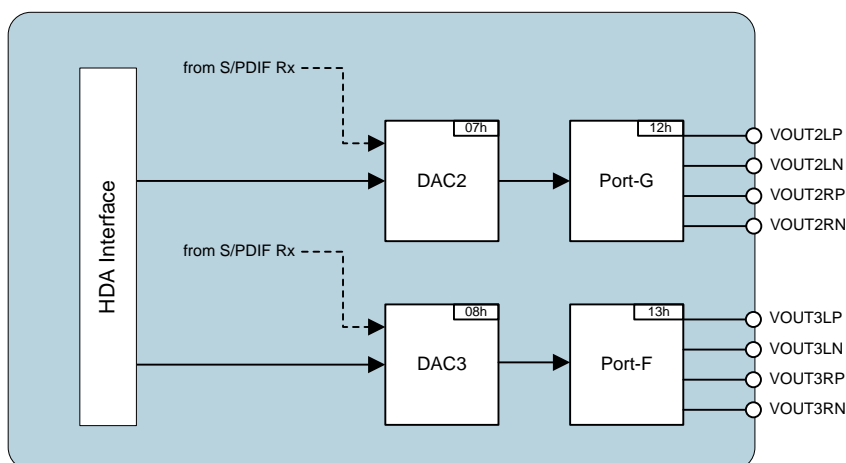 from S/PDIF Rx
07h
12h
VOUT2LP
VOUT2LN
DAC2
Port-G
VOUT2RP
VOUT2RN
HDA Interface
from S/PDIF Rx
08h
13h
VOUT3LP
VOUT3LN
DAC3
Port-F
VOUT3RP
VOUT3RN